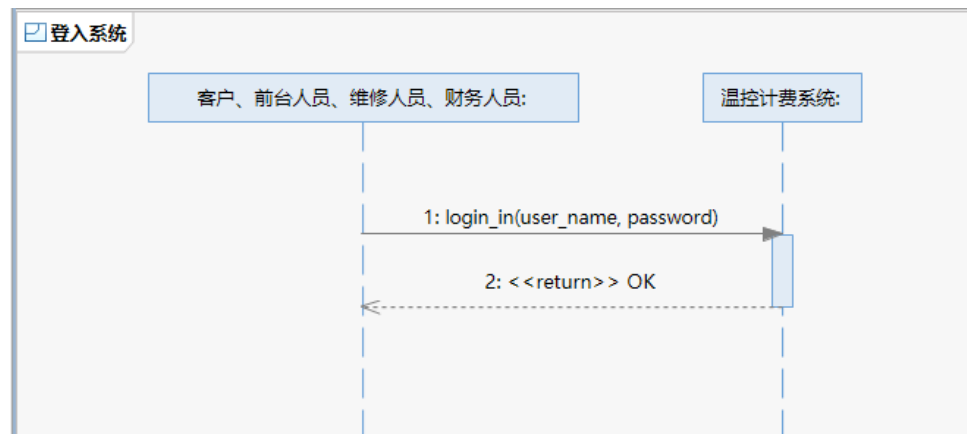 登入系统
客户、前台人员、维修人员、财务人员:
温控计费系统:
1: login_in(user_name, password)
2: <<return>> OK